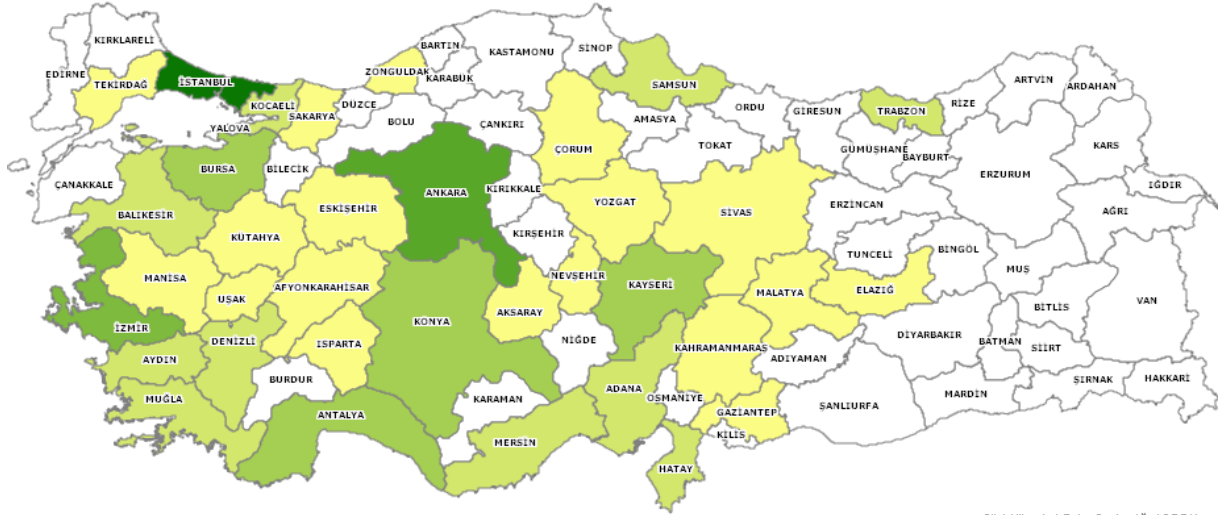 KIRKLARELİ
EDİRNE
TEKİRDAĞ
İSTANBUL
KOCAELİ
YALOVA
SAKARYA
DÜZCE
ZONGULDAK
BARTIN
KARABÜK
KASTAMONU
SİNOP
SAMSUN
BOLU
ÇANKIRI
ÇORUM
AMASYA
ORDU
TOKAT
GİRESUN
TRABZON
RİZE
ARTVİN
ARDAHAN
GÜMÜŞHANE
BAYBURT
KARS
ERZURUM
IĞDIR
AĞRI
ÇANAKKALE
BURSA
BİLECİK
BALIKESİR
ESKİŞEHİR
ANKARA
KIRIKKALE
YOZGAT
KIRŞEHİR
SİVAS
ERZİNCAN
TUNCELİ
BİNGÖL
MUŞ
KÜTAHYA
MANİSA
UŞAK
AFYONKARAHİSAR
İZMİR
AYDIN
DENİZLİ
ISPARTA
BURDUR
KONYA
AKSARAY
NEVŞEHİR
KAYSERİ
NİĞDE
MALATYA
ELAZIĞ
KAHRAMANMARAŞ
ADIYAMAN
DİYARBAKIR
BATMAN
BİTLİS
SİİRT
VAN
MUĞLA
ANTALYA
KARAMAN
MERSİN
ADANA
OSMANİYE
GAZİANTEP
KİLİS
HATAY
ŞANLIURFA
MARDİN
ŞIRNAK
HAKKARİ